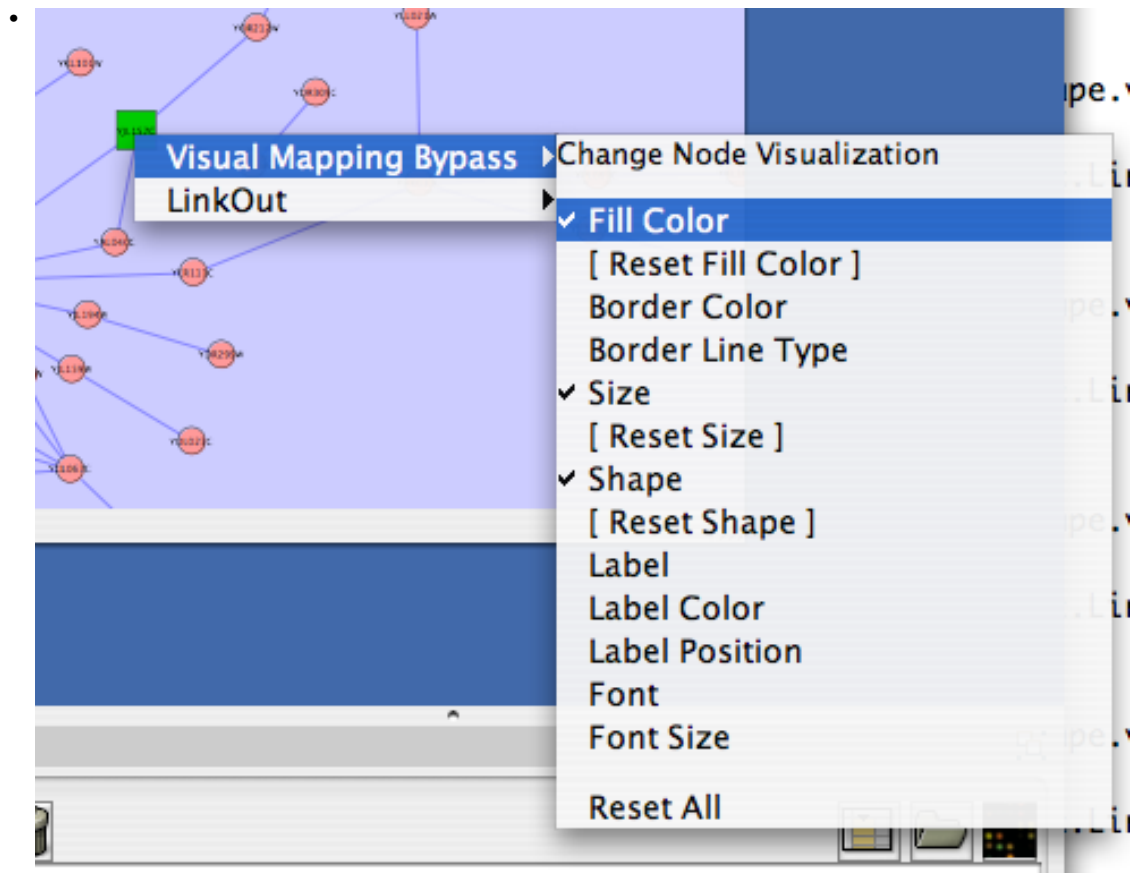 Visual Mapping Bypass
LinkOut
Change Node Visualization
Fill Color
[ Reset Fill Color ]
Border Color
Border Line Type
Size
[ Reset Size ]
Shape
[ Reset Shape ]
Label
Label Color
Label Position
Font
Font Size
Reset All